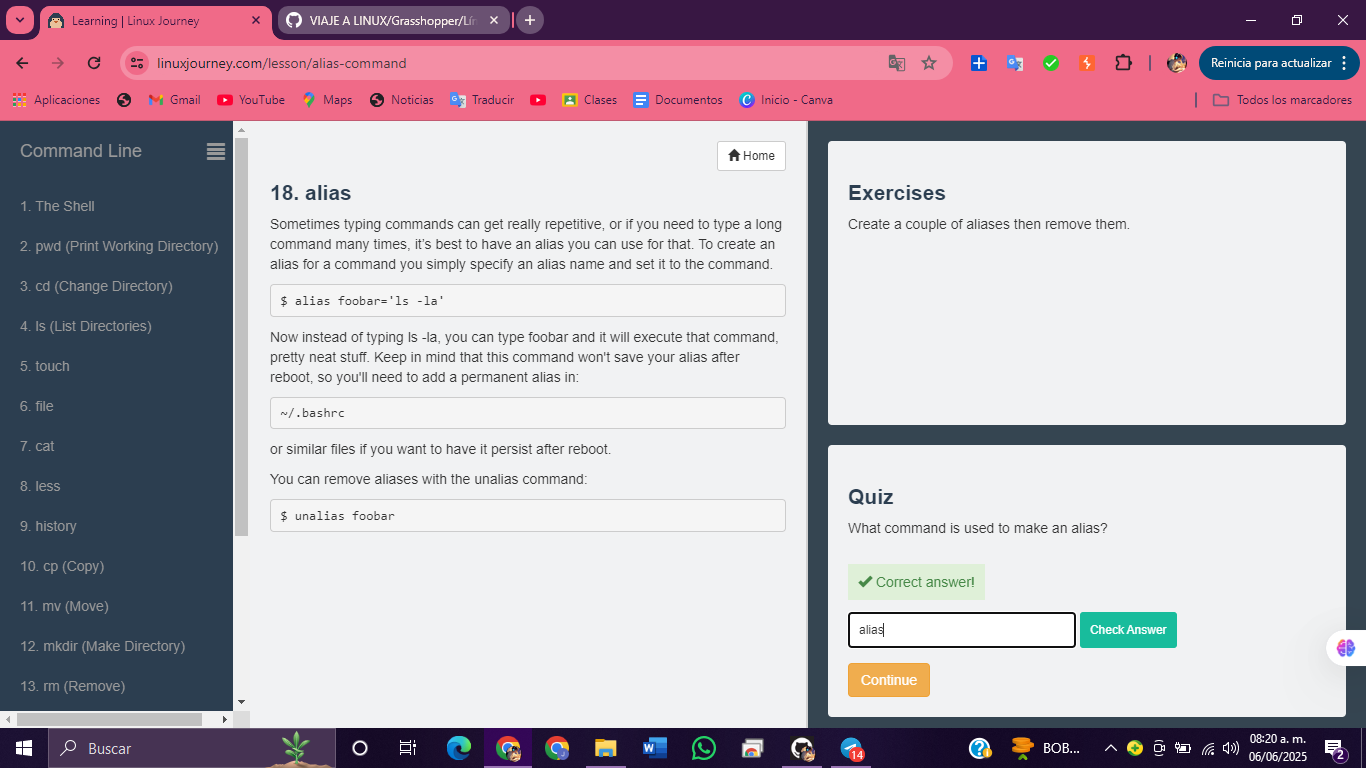 Learning | Linux Journey
VIAJE A LINUX/Grasshopper/Lín
linuxjourney.com/lesson/alias-command
Reinicia para actualizar
Aplicaciones
Gmail
YouTube
Maps
Noticias
Traducir
Clases
Documentos
Inicio - Canva
Todos los marcadores
Command Line
1. The Shell
2. pwd (Print Working Directory)
3. cd (Change Directory)
4. ls (List Directories)
5. touch
6. file
7. cat
8. less
9. history
10. cp (Copy)
11. mv (Move)
12. mkdir (Make Directory)
13. rm (Remove)
Home
18. alias
Sometimes typing commands can get really repetitive, or if you need to type a long
command many times, it’s best to have an alias you can use for that. To create an
alias for a command you simply specify an alias name and set it to the command.
$ alias foobar='ls -la'
Now instead of typing ls -la, you can type foobar and it will execute that command,
pretty neat stuff. Keep in mind that this command won't save your alias after
reboot, so you'll need to add a permanent alias in:
~/.bashrc
or similar files if you want to have it persist after reboot.
You can remove aliases with the unalias command:
$ unalias foobar
Exercises
Create a couple of aliases then remove them.
Quiz
What command is used to make an alias?
Correct answer!
alias
Check Answer
Continue
Buscar
14
BOB...
08:20 a. m.
06/06/2025
2